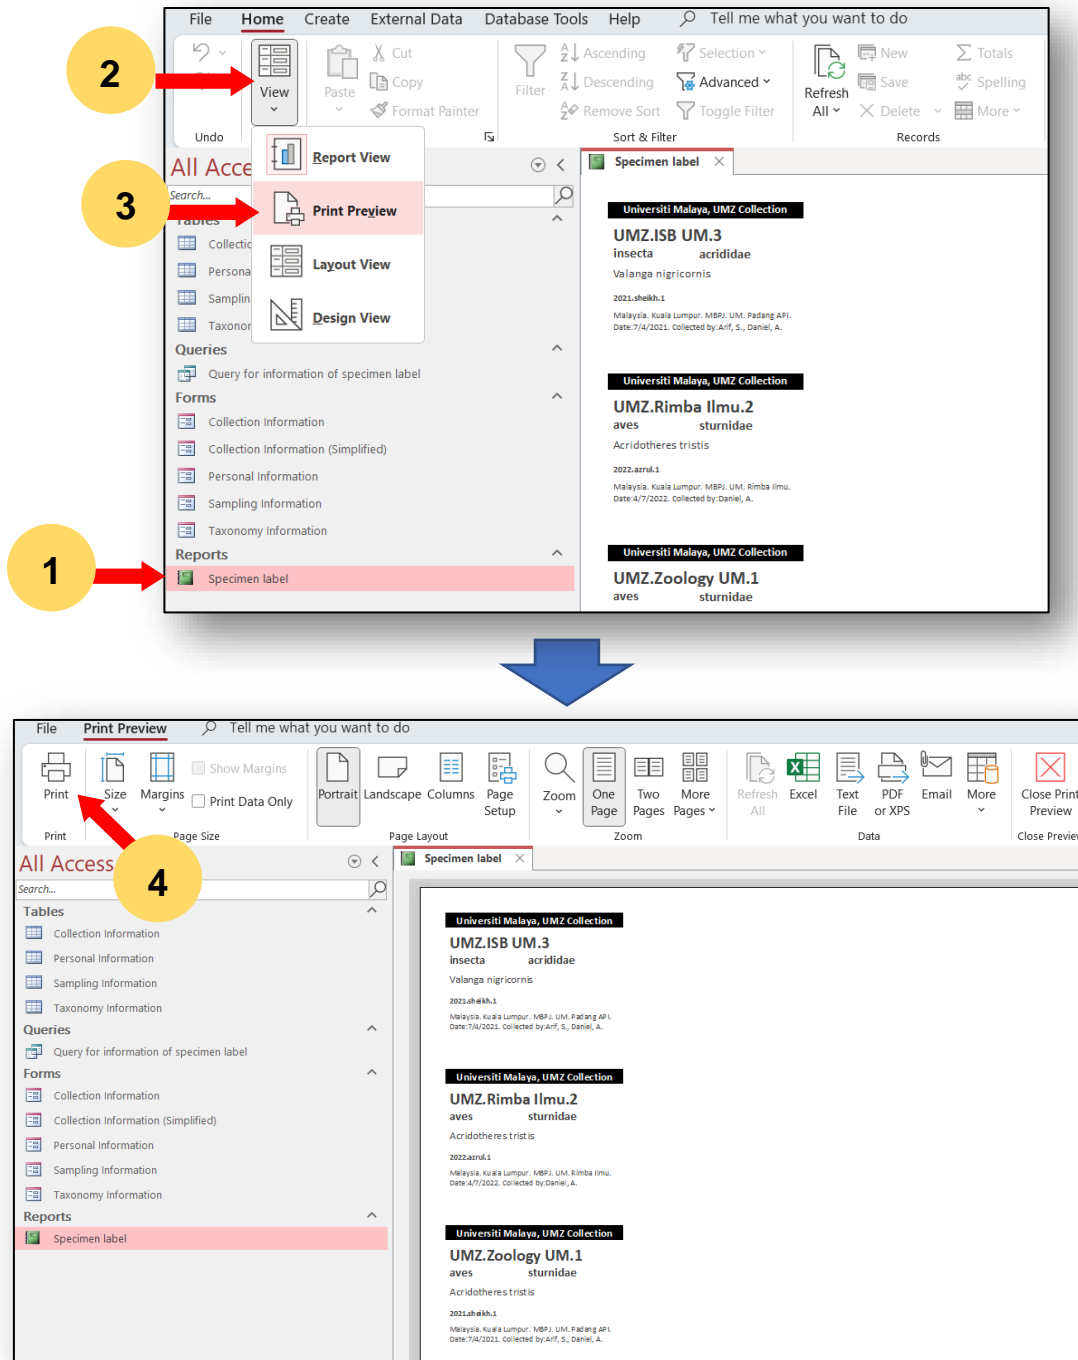 File Home Create External Data Database Tools Help Tell me what you want to do
2
View
Paste
Cut
Copy
Format Painter
Filter
Ascending
Descending
Remove Sort
Selection
Advanced
Toggle Filter
Refresh
All
New
Save
Delete
Totals
abc Spelling
More
Undo
Sort & Filter
Records
All Acce
Search...
Report View
Print Preview
Layout View
Design View
3
Tables
Collectio
Persona
Samplin
Taxonor
Queries
Query for information of specimen label
Forms
Collection Information
Collection Information (Simplified)
Personal Information
Sampling Information
Taxonomy Information
Reports
1
Specimen label
Specimen label
Universiti Malaya, UMZ Collection
UMZ.ISB UM.3
insecta acrididae
Valanga nigricornis
2021.sheikh.1
Malaysia. Kuala Lumpur. MBPJ. UM. Padang API.
Date:7/4/2021. Collected by:Arif, S., Daniel, A.
Universiti Malaya, UMZ Collection
UMZ.Rimba Ilmu.2
aves sturnidae
Acridotheres tristis
2022.azrul.1
Malaysia. Kuala Lumpur. MBPJ. UM. Rimba Ilmu.
Date:4/7/2022. Collected by:Daniel, A.
Universiti Malaya, UMZ Collection
UMZ.Zoology UM.1
aves sturnidae
File Print Preview Tell me what you want to do
Print
Size
Margins
Show Margins
Print Data Only
Portrait Landscape Columns Page
Setup
Zoom
One
Page
Two
Pages
More
Pages
Refresh
All
Excel
Text
File
PDF
or XPS
Email
More
Close Print
Preview
Print
Page Size
Page Layout
Zoom
Data
Close Preview
All Access
4
Search...
Tables
Collection Information
Personal Information
Sampling Information
Taxonomy Information
Queries
Query for information of specimen label
Forms
Collection Information
Collection Information (Simplified)
Personal Information
Sampling Information
Taxonomy Information
Reports
Specimen label
Specimen label
Universiti Malaya, UMZ Collection
UMZ.ISB UM.3
insecta acrididae
Valanga nigricornis
2021.sheikh.1
Malaysia. Kuala Lumpur. MBPJ. UM. Padang API.
Date:7/4/2021. Collected by:Arif, S., Daniel, A.
Universiti Malaya, UMZ Collection
UMZ.Rimba Ilmu.2
aves sturnidae
Acridotheres tristis
2022.azrul.1
Malaysia. Kuala Lumpur. MBPJ. UM. Rimba Ilmu.
Date:4/7/2022. Collected by:Daniel, A.
Universiti Malaya, UMZ Collection
UMZ.Zoology UM.1
aves sturnidae
Acridotheres tristis
2021.sheikh.1
Malaysia. Kuala Lumpur. MBPJ. UM. Padang API.
Date:7/4/2021. Collected by:Arif, S., Daniel, A.